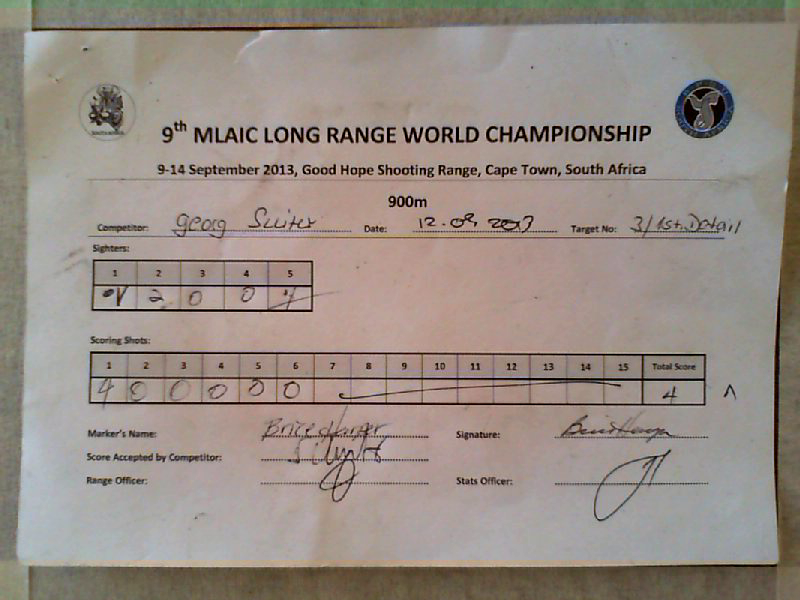 9th MLAIC LONG RANGE WORLD CHAMPIONSHIP
9-14 September 2013, Good Hope Shooting Range, Cape Town, South Africa
900m
Competitor: Georg Date: 12.09.2013 Target No: 3/1st. Detail
Sighters:
1 2 3 4 5
2 0 0
Scoring Shots:
1 2 3 4 5 6 7 8 9 10 11 12 13 14 15 Total Score
4 0 0 0 0 0 4
Marker's Name: Signature:
Score Accepted by Competitor:
Range Officer: Stats Officer: